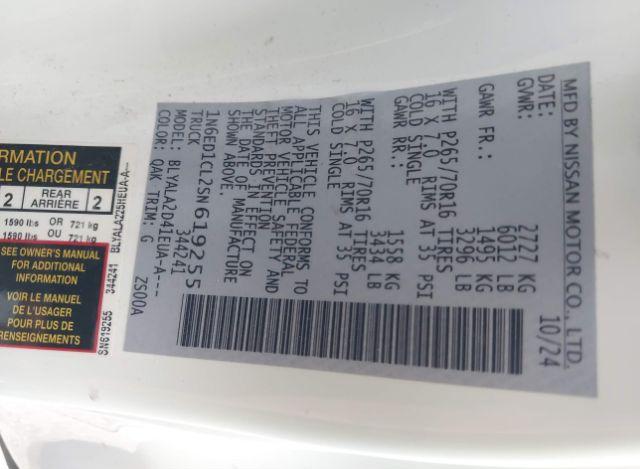 MFD BY NISSAN MOTOR CO., LTD.
DATE: 10/24
GVWR: 2727 KG
6012 LB
GAWR FR.: 1495 KG
3296 LB
WITH P265/70R16 TIRES
16 X 7.0 RIMS AT 35 PSI
COLD SINGLE
GAWR RR.: 1558 KG
3434 LB
WITH P265/70R16 TIRES
16 X 7.0 RIMS AT 35 PSI
COLD SINGLE
THIS VEHICLE CONFORMS TO
ALL APPLICABLE FEDERAL
MOTOR VEHICLE SAFETY AND
THEFT PREVENTION
STANDARDS IN EFFECT ON
THE DATE OF MANUFACTURE
SHOWN ABOVE.
1N6ED1CL2SN619255
TRUCK 344241
MODEL: BLYALA2D41EUA-A---
COLOR: QAK TRIM: G ZS00A
RMATION
LE CHARGEMENT
2 REAR ARRIÈRE 2
1590 lbs OR 721 kg
1590 lbs OU 721 kg
SEE OWNER'S MANUAL
FOR ADDITIONAL
INFORMATION
VOIR LE MANUEL
DE L'USAGER
POUR PLUS DE
RENSEIGNEMENTS
SN619255 344241 BLYALA225HEUA-A--